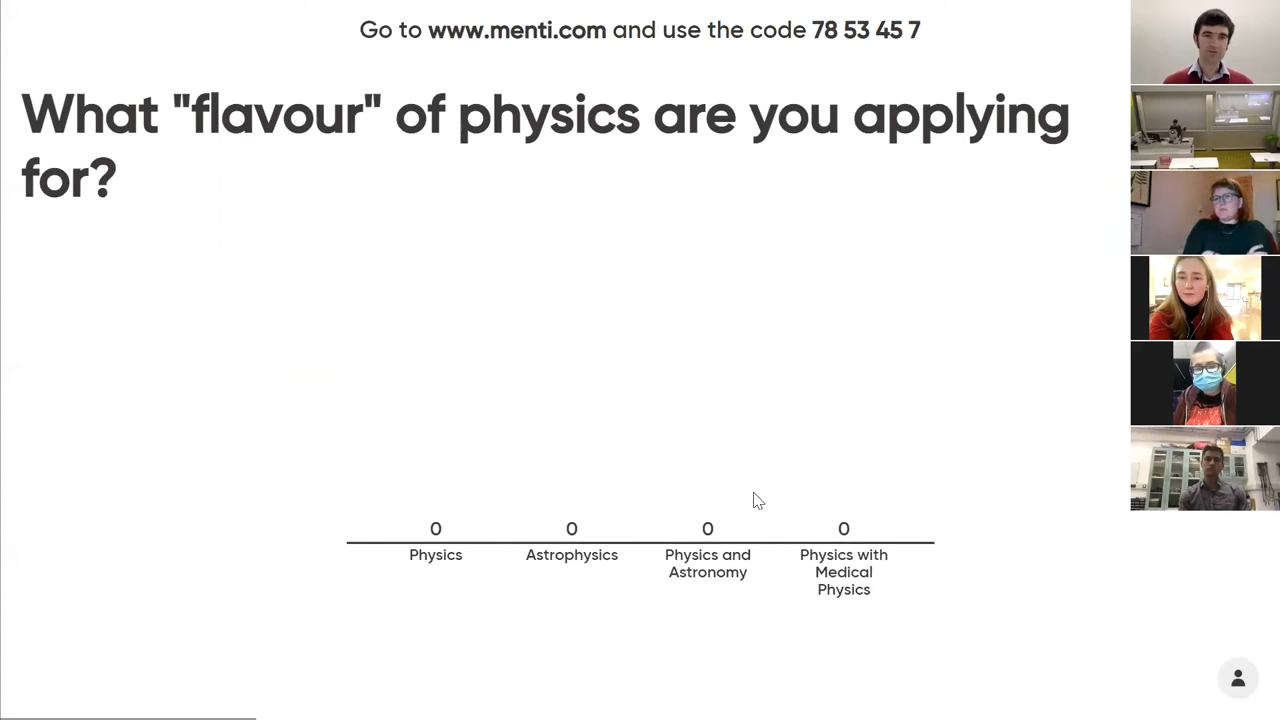 Go to www.menti.com and use the code 78 53 45 7
What "flavour" of physics are you applying
for?
0 0 0 0
Physics Astrophysics Physics and Physics with
Astronomy Medical
Physics